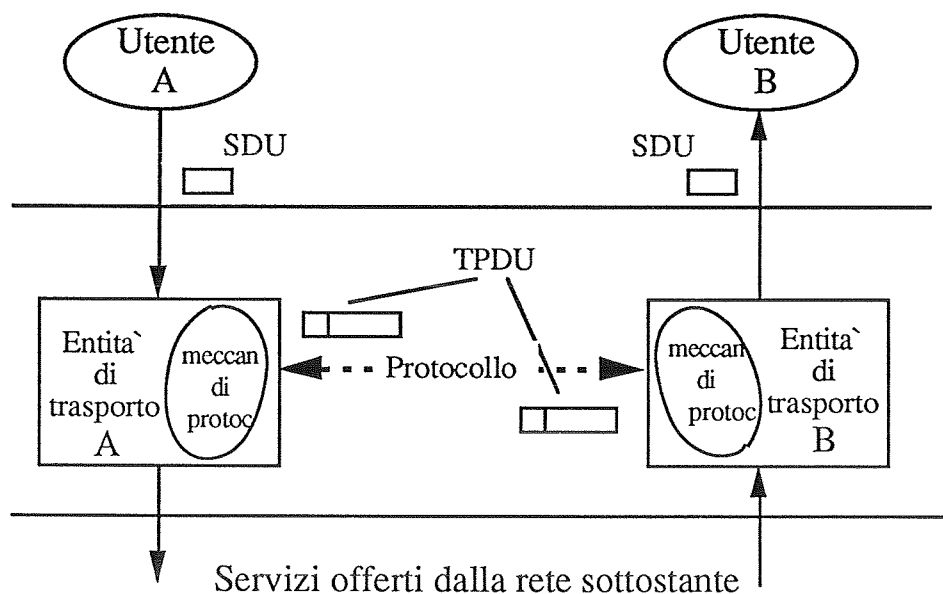 Utente
A
Utente
B
SDU
SDU
TPDU
Entita`
di
trasporto
A
meccan
di
protoc
Protocollo
meccan
di
protoc
Entita`
di
trasporto
B
Servizi offerti dalla rete sottostante